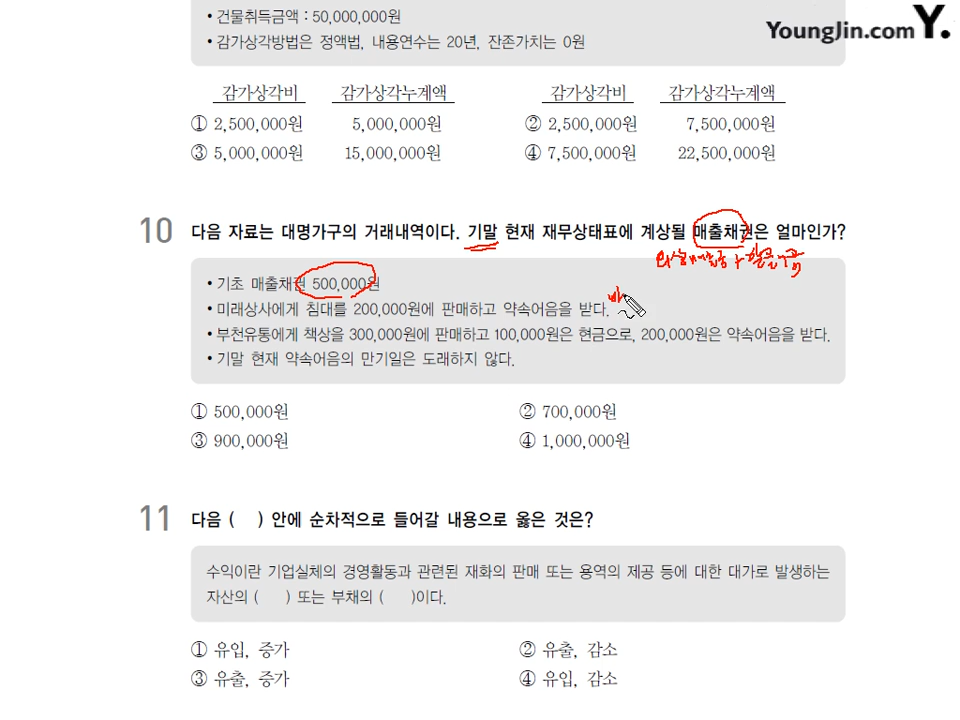 • 건물취득금액 : 50,000,000원
• 감가상각방법은 정액법, 내용연수는 20년, 잔존가치는 0원
YoungJin.com Y.
감가상각비 감가상각누계액 감가상각비 감가상각누계액
① 2,500,000원 5,000,000원 ② 2,500,000원 7,500,000원
③ 5,000,000원 15,000,000원 ④ 7,500,000원 22,500,000원
10 다음 자료는 대명가구의 거래내역이다. 기말 현재 재무상태표에 계상될 매출채권은 얼마인가?
외상매출금 + 받을어음
• 기초 매출채권 500,000원
• 미래상사에게 침대를 200,000원에 판매하고 약속어음을 받다.
• 부천유통에게 책상을 300,000원에 판매하고 100,000원은 현금으로, 200,000원은 약속어음을 받다.
• 기말 현재 약속어음의 만기일은 도래하지 않다.
① 500,000원 ② 700,000원
③ 900,000원 ④ 1,000,000원
11 다음 ( ) 안에 순차적으로 들어갈 내용으로 옳은 것은?
수익이란 기업실체의 경영활동과 관련된 재화의 판매 또는 용역의 제공 등에 대한 대가로 발생하는
자산의 ( ) 또는 부채의 ( )이다.
① 유입, 증가 ② 유출, 감소
③ 유출, 증가 ④ 유입, 감소